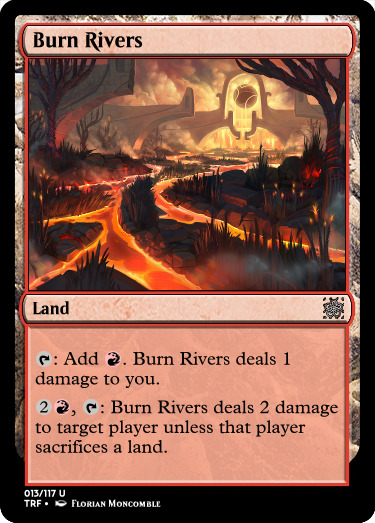 Burn Rivers
Land
: Add . Burn Rivers deals 1
damage to you.
2 , : Burn Rivers deals 2 damage
to target player unless that player
sacrifices a land.
013/117 U
TRF • Florian Moncomble